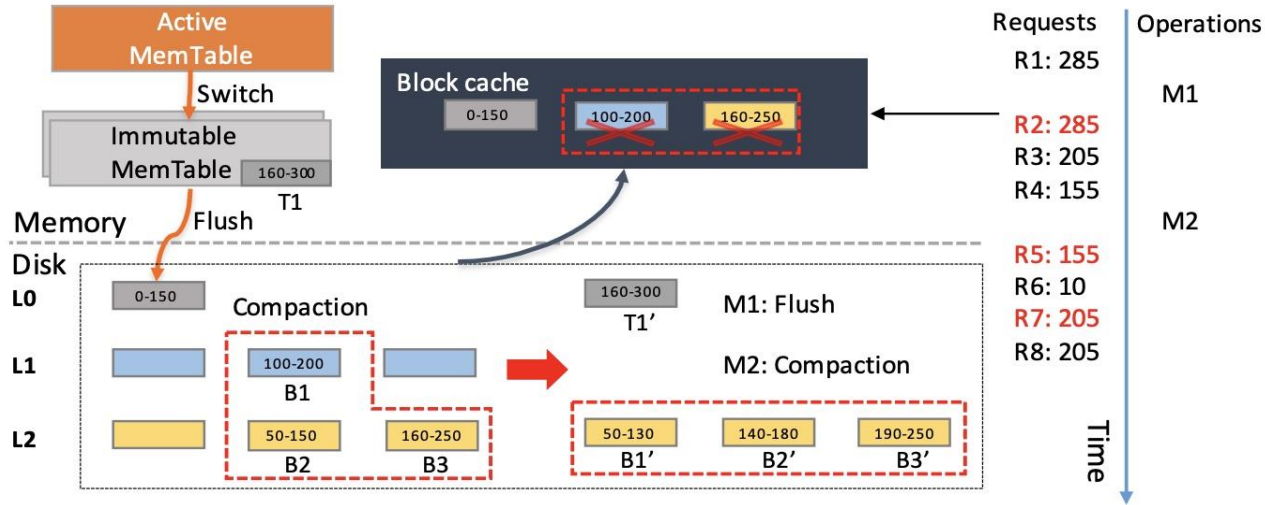 Active
MemTable
Switch
Immutable
MemTable
160-300
T1
Flush
Memory
Disk
Block cache
0-150
100-200
160-250
Requests
Operations
R1: 285
M1
R2: 285
R3: 205
R4: 155
M2
R5: 155
R6: 10
R7: 205
R8: 205
Time
L0
0-150
Compaction
160-300
T1’
M1: Flush
L1
100-200
B1
M2: Compaction
L2
50-150
B2
160-250
B3
50-130
B1’
140-180
B2’
190-250
B3’